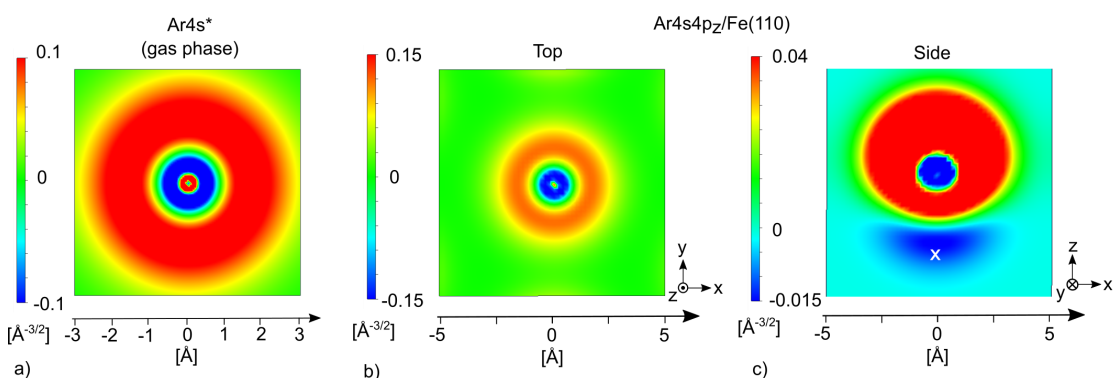 Ar4s*
(gas phase)
0.1
0
-0.1
[Å-3/2]
-3 -2 -1 0 1 2 3
[Å]
a)
Ar4s4pz/Fe(110)
Top
0.15
0
-0.15
[Å-3/2]
y
z x
-5 0 5
[Å]
b)
Side
0.04
0
-0.015
[Å-3/2]
x
z
y x
-5 0 5
[Å]
c)